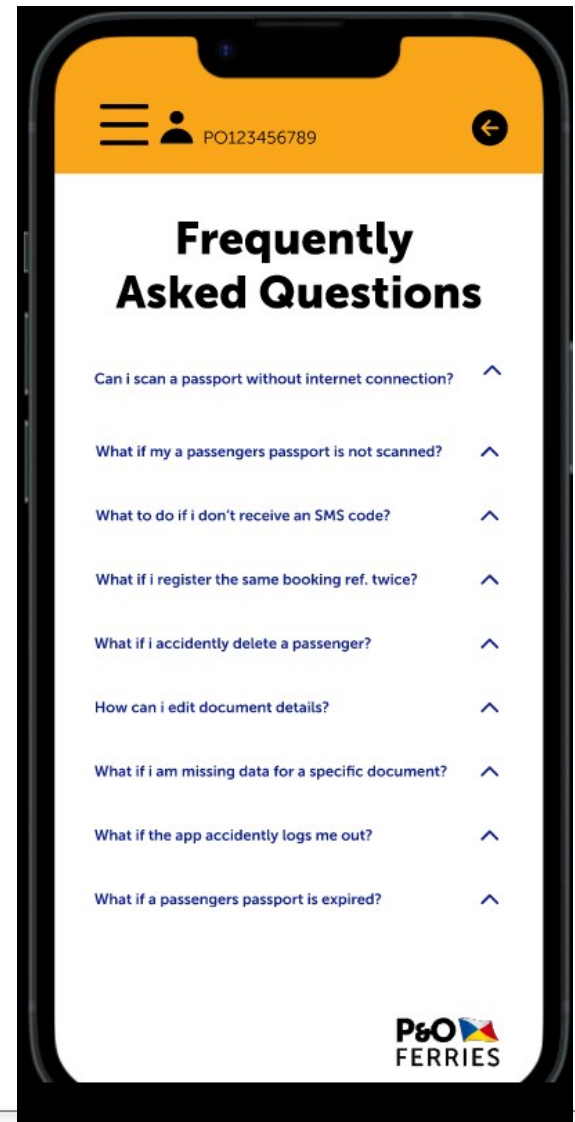 PO123456789
Frequently
Asked Questions
Can i scan a passport without internet connection?
What if my a passengers passport is not scanned?
What to do if i don't receive an SMS code?
What if i register the same booking ref. twice?
What if i accidently delete a passenger?
How can i edit document details?
What if i am missing data for a specific document?
What if the app accidently logs me out?
What if a passengers passport is expired?
P&O
FERRIES